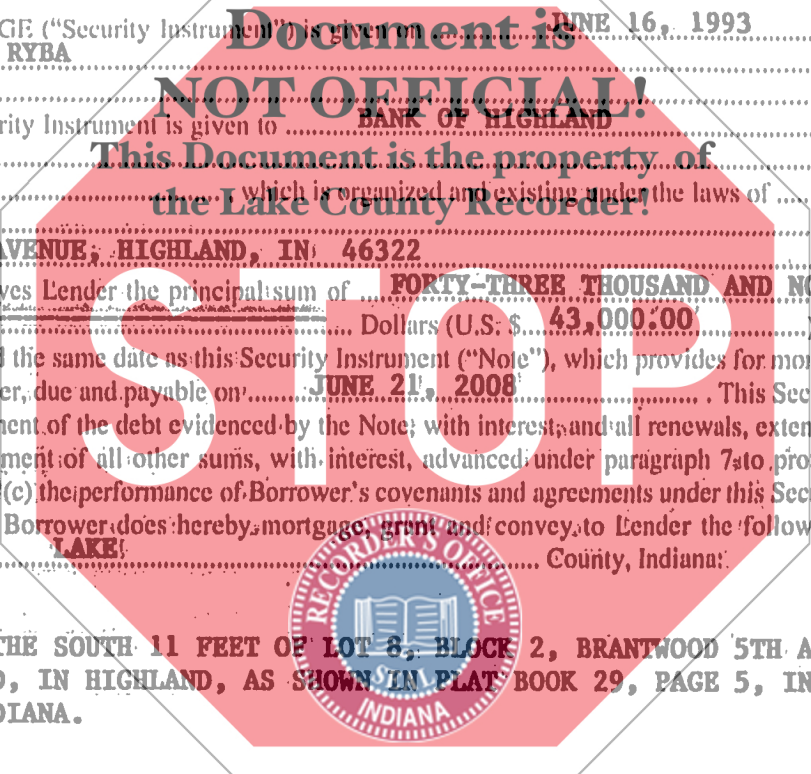 GE ("Security Instrument") is given on JUNE 16, 1993
Document is
RYBA
NOT OFFICIAL!
rity Instrument is given to BANK OF HIGHLAND
This Document is the property of
, which is organized and existing under the laws of
the Lake County Recorder!
AVENUE, HIGHLAND, IN 46322
STOP
ves Lender the principal sum of FORTY-THREE THOUSAND AND NO
Dollars (U.S. $ 43,000.00
the same date as this Security Instrument ("Note"), which provides for mon
er, due and payable on JUNE 21, 2008 . This Sec
ment of the debt evidenced by the Note, with interest, and all renewals, exten
ment of all other sums, with interest, advanced under paragraph 7 to pro
(c) the performance of Borrower's covenants and agreements under this Sec
Borrower does hereby mortgage, grant and convey to Lender the follow
LAKE County, Indiana:
RECORDER'S OFFICE
THE SOUTH 11 FEET OF LOT 8, BLOCK 2, BRANTWOOD 5TH A
, IN HIGHLAND, AS SHOWN IN PLAT BOOK 29, PAGE 5, IN
SEAL
DIANA.
INDIANA